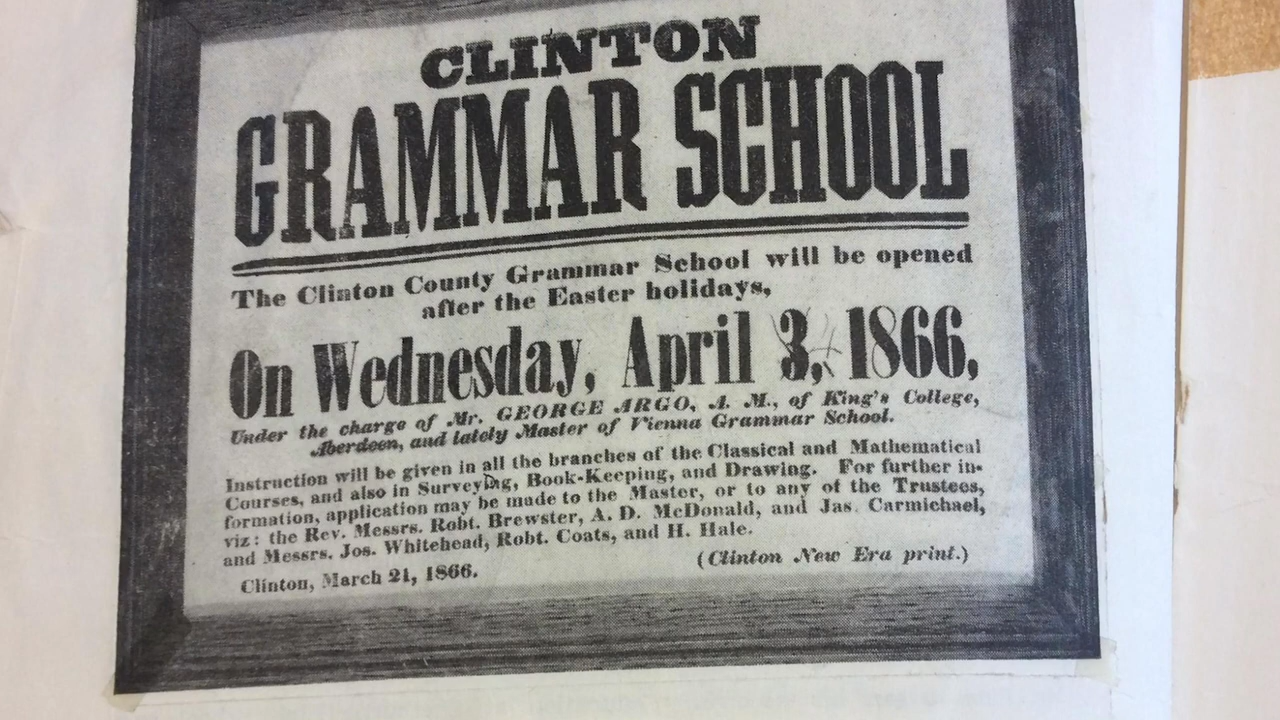 CLINTON
GRAMMAR SCHOOL
The Clinton County Grammar School will be opened
after the Easter holidays,
On Wednesday, April 3, 4 1866,
Under the charge of Mr. GEORGE ARGO, A. M., of King's College,
Aberdeen, and lately Master of Vienna Grammar School.
Instruction will be given in all the branches of the Classical and Mathematical
Courses, and also in Surveying, Book-Keeping, and Drawing. For further in-
formation, application may be made to the Master, or to any of the Trustees,
viz: the Rev. Messrs. Robt. Brewster, A. D. McDonald, and Jas. Carmichael,
and Messrs. Jos. Whitehead, Robt. Coats, and H. Hale.
(Clinton New Era print.)
Clinton, March 21, 1866.